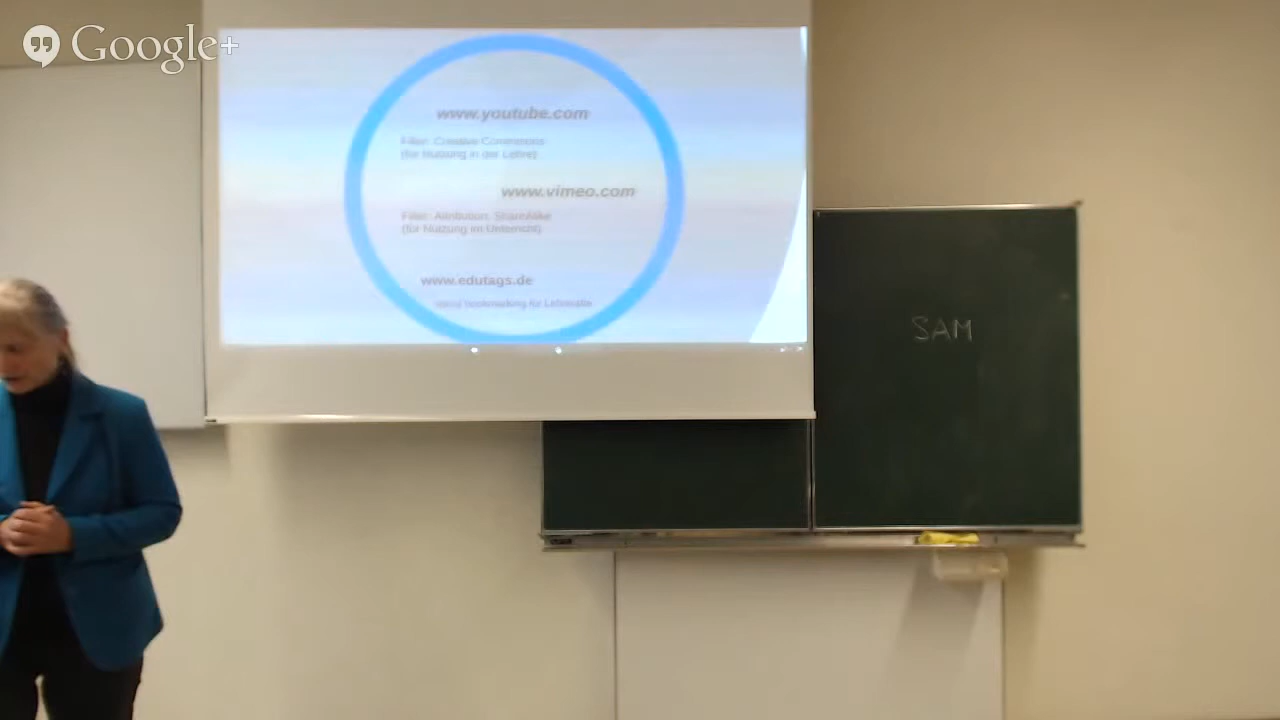 Google+
www.youtube.com
Filter: Creative Commons
(für Nutzung in der Lehre)
www.vimeo.com
Filter: Attribution, ShareAlike
(für Nutzung im Unterricht)
www.edutags.de
social bookmarking für Lehrkräfte
SAM